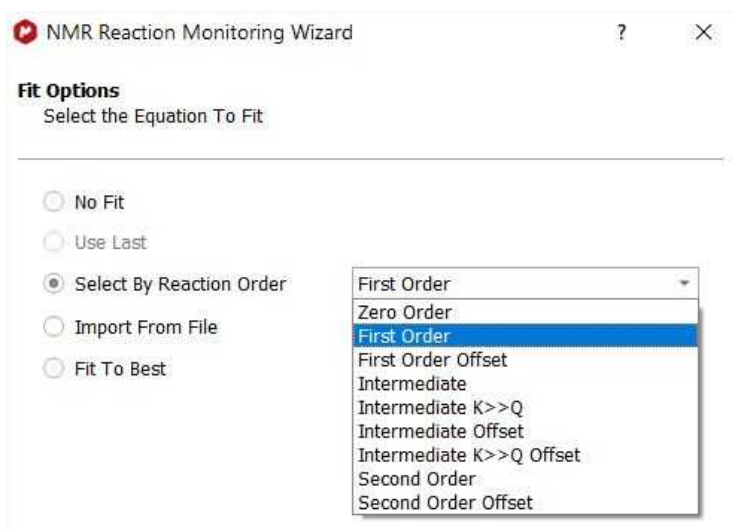 NMR Reaction Monitoring Wizard ? X
Fit Options
Select the Equation To Fit
No Fit
Use Last
Select By Reaction Order First Order
Zero Order
Import From File First Order
First Order Offset
Fit To Best Intermediate
Intermediate K>>Q
Intermediate Offset
Intermediate K>>Q Offset
Second Order
Second Order Offset